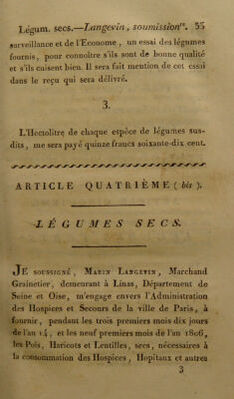 Légum. secs.—Langevin, soumissionre. 35
surveillance et de l'Econome, un essai des légumes
fournis, pour connoître s'ils sont de bonne qualité
et s'ils cuisent bien. Il sera fait mention de cet essai
dans le reçu qui sera délivré.
3.
L'Hectolitre de chaque espèce de légumes sus-
dits, me sera payé quinze francs soixante-dix cent.
ARTICLE QUATRIÈME (bis).
LÉGUMES SECS.
JE SOUSSIGNÉ, MARIN LANGEVIN, Marchand
Grainetier, demeurant à Linas, Département de
Seine et Oise, m'engage envers l'Administration
des Hospices et Secours de la ville de Paris, à
fournir, pendant les trois premiers mois dix jours
de l'an 14, et les neuf premiers mois de l'an 1806,
les Pois, Haricots et Lentilles, secs, nécessaires à
la consommation des Hospices, Hopitaux et autres
3